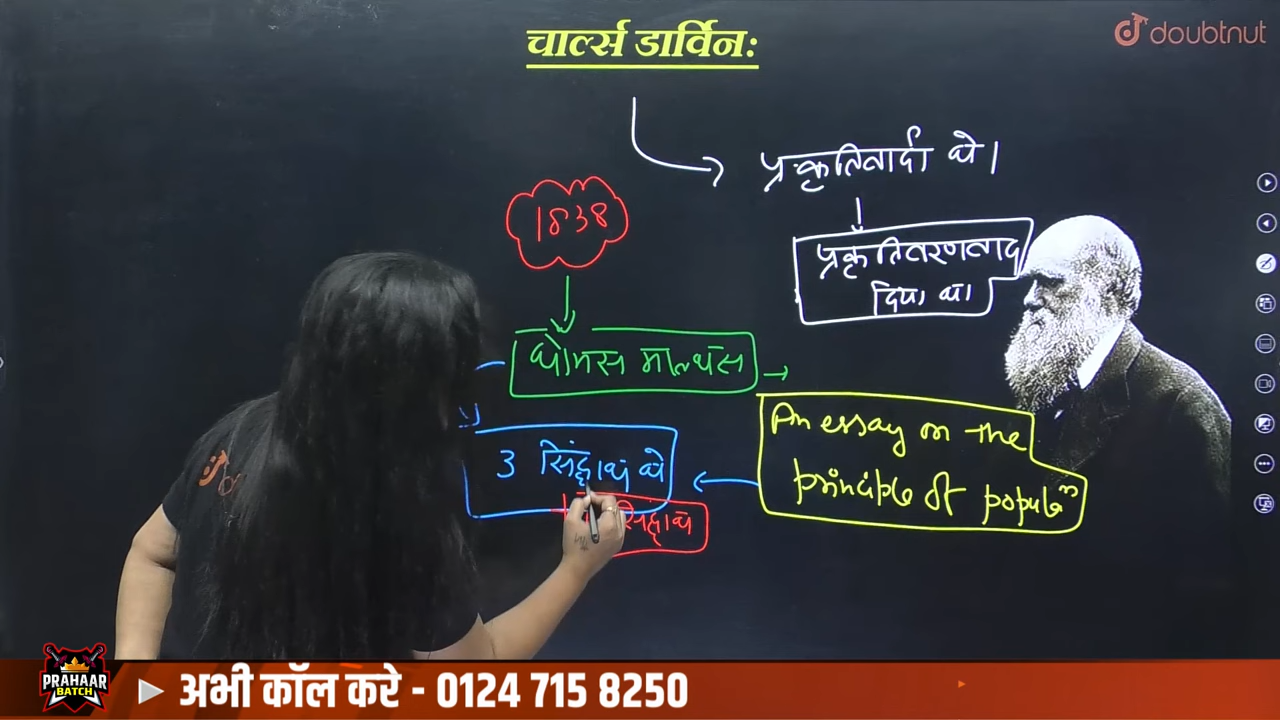 चार्ल्स डार्विन:
doubtnut
प्रकृतिवादी थे।
1838
प्रकृतिवरणवाद
दिया था
थोमस माल्थस
An essay on the
principle of populⁿ
3 सिद्धांत थे
सिद्धांत
PRAHAAR
BATCH
अभी कॉल करे - 0124 715 8250